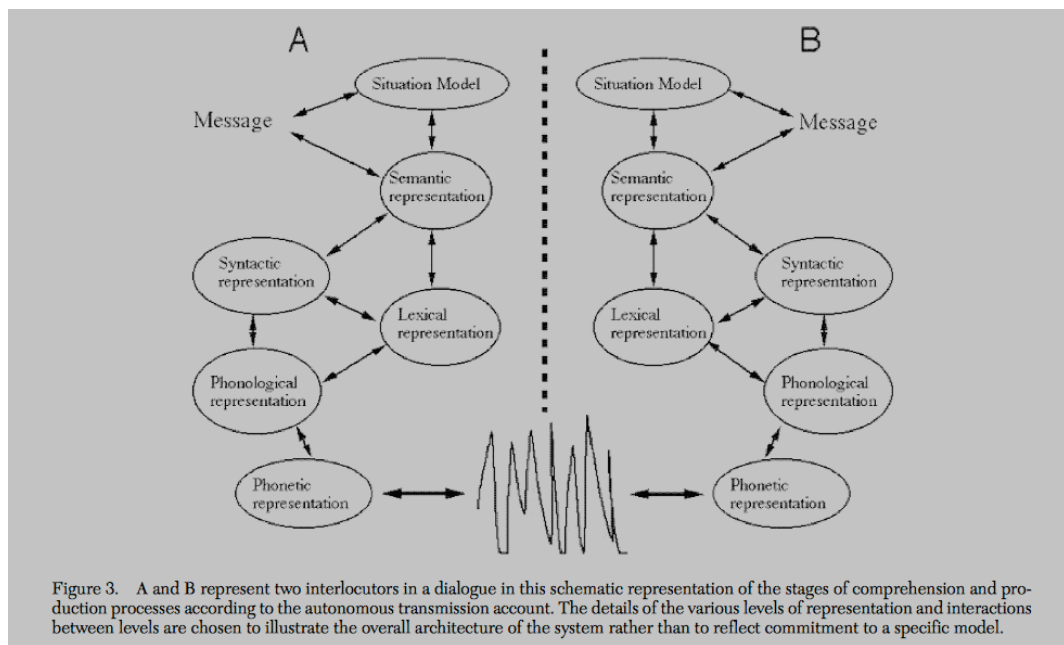 A
B
Situation Model
Message
Semantic
representation
Syntactic
representation
Lexical
representation
Phonological
representation
Phonetic
representation
Situation Model
Message
Semantic
representation
Syntactic
representation
Lexical
representation
Phonological
representation
Phonetic
representation
Figure 3. A and B represent two interlocutors in a dialogue in this schematic representation of the stages of comprehension and pro-
duction processes according to the autonomous transmission account. The details of the various levels of representation and interactions
between levels are chosen to illustrate the overall architecture of the system rather than to reflect commitment to a specific model.